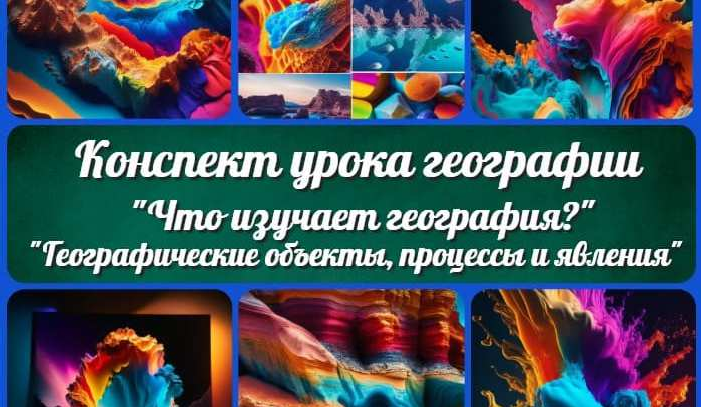 Конспект урока географии
"Что изучает география?"
"Географические объекты, процессы и явления"